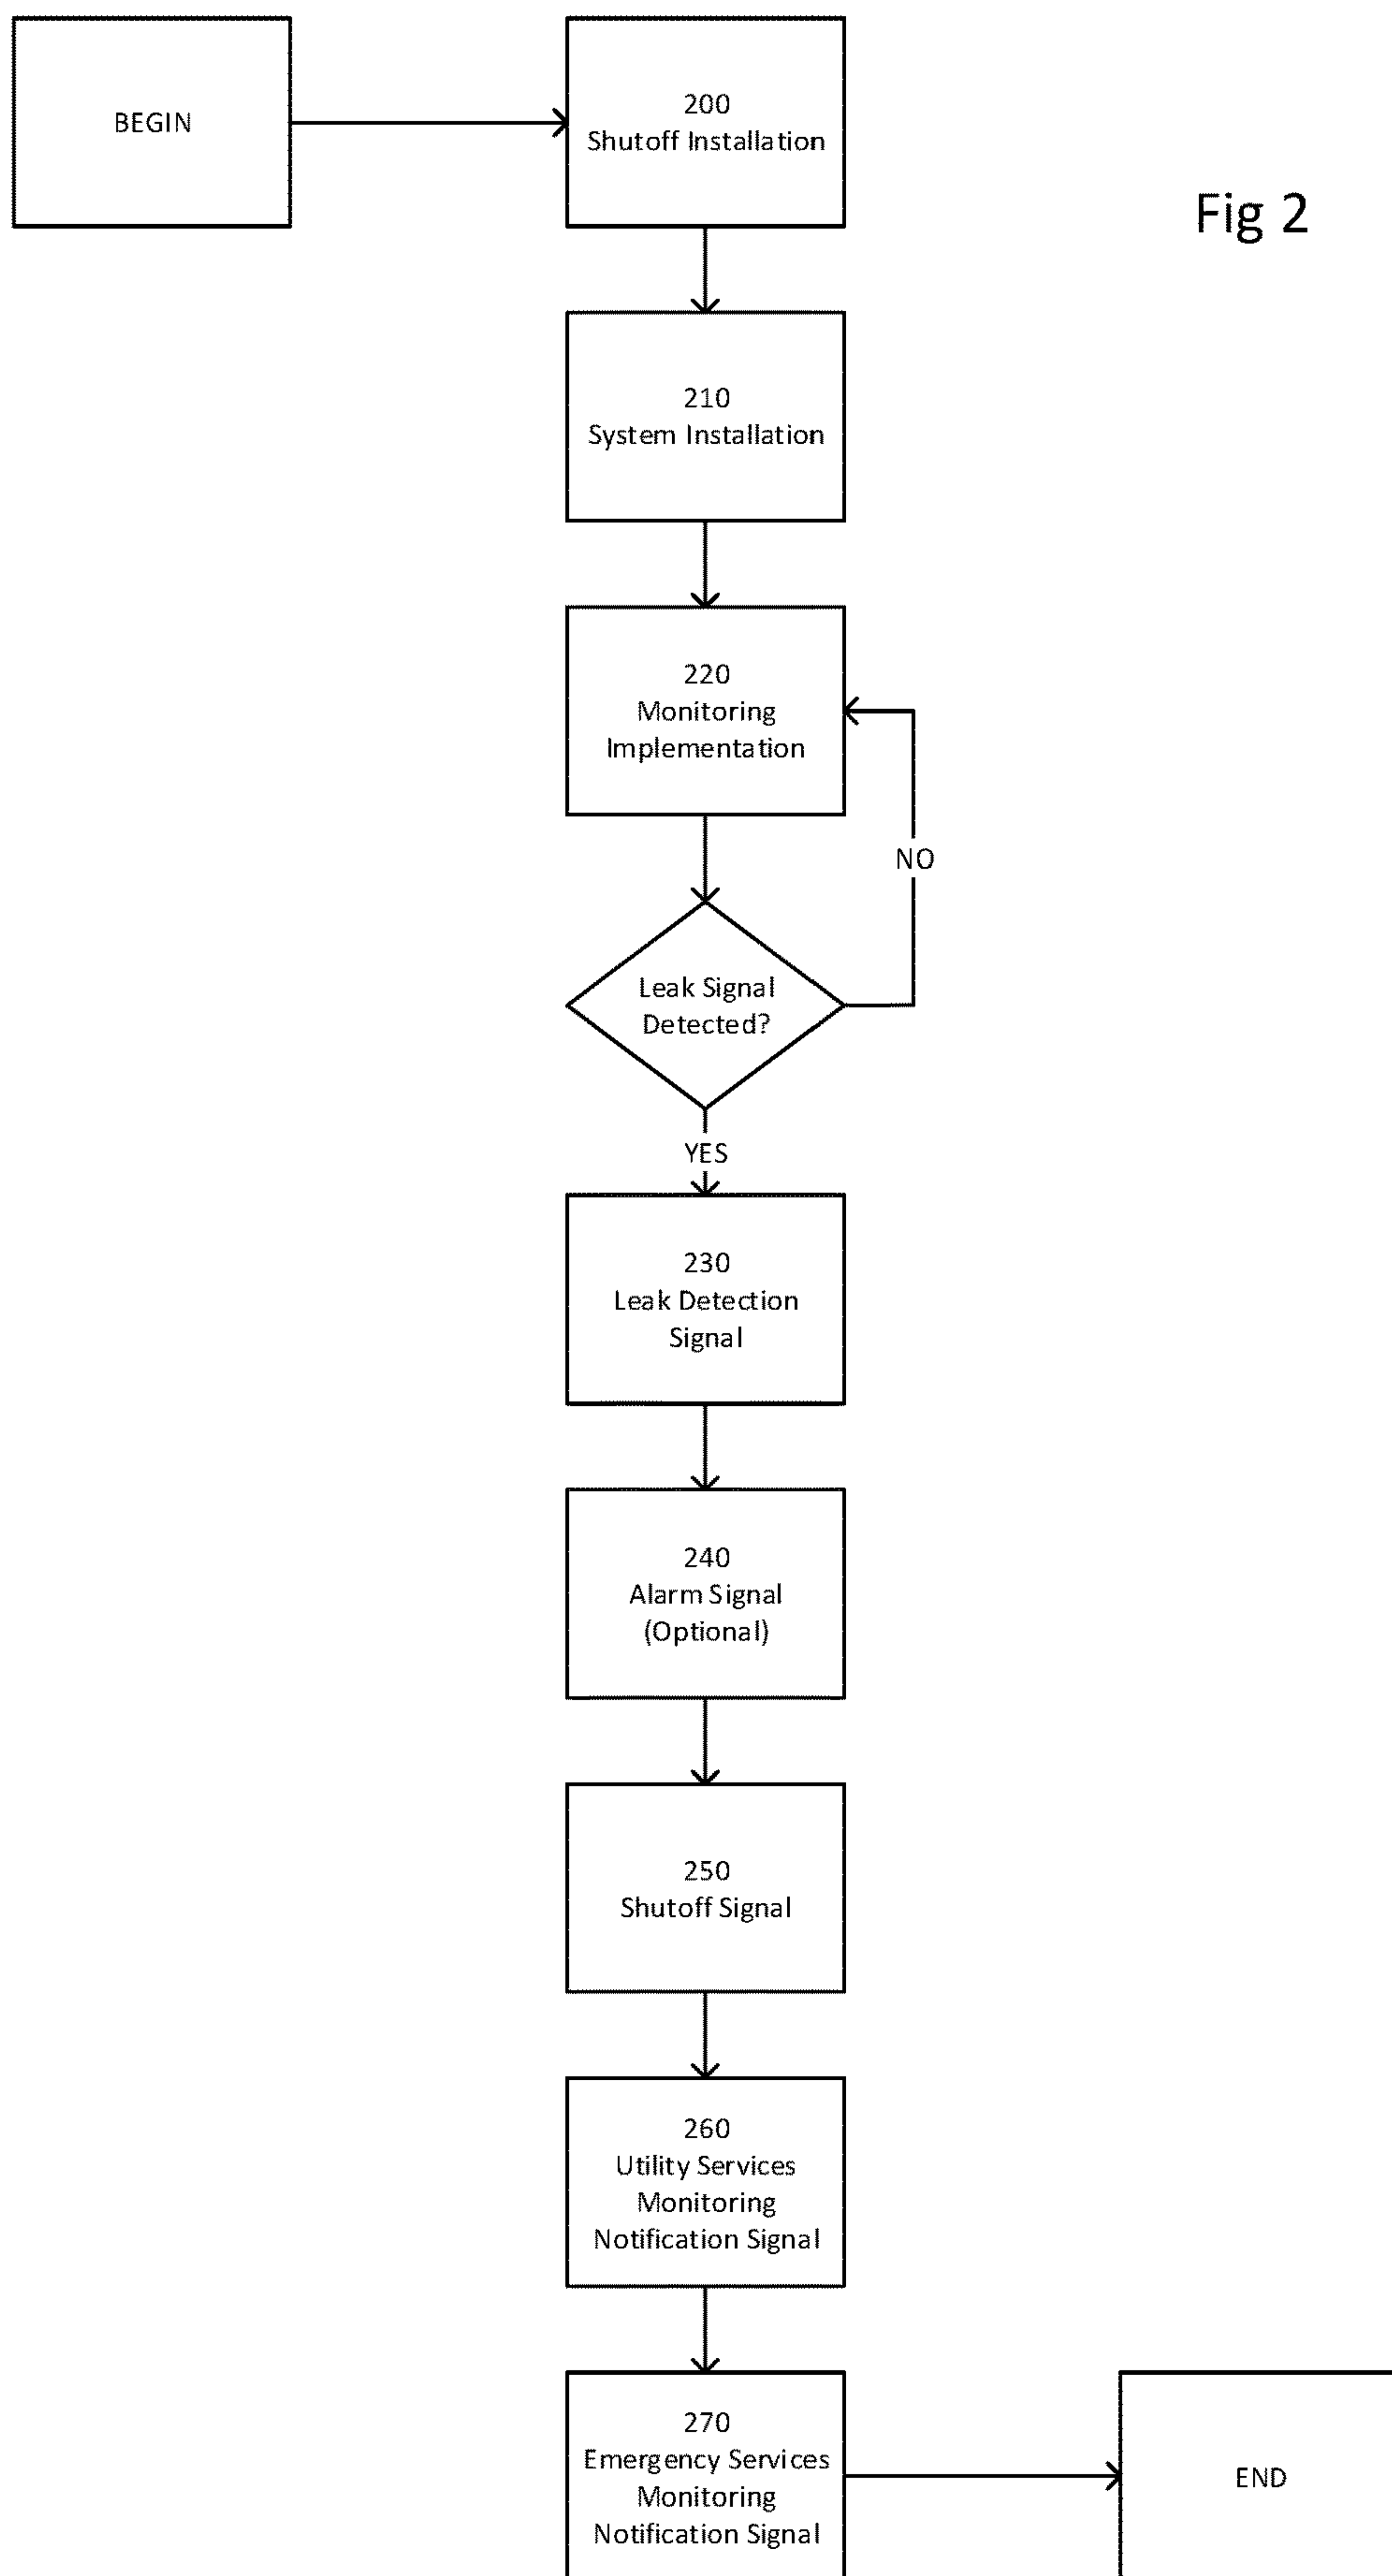 BEGIN
200
Shutoff Installation
Fig 2
210
System Installation
220
Monitoring
Implementation
NO
Leak Signal
Detected?
YES
230
Leak Detection
Signal
240
Alarm Signal
(Optional)
250
Shutoff Signal
260
Utility Services
Monitoring
Notification Signal
270
Emergency Services
Monitoring
Notification Signal
END